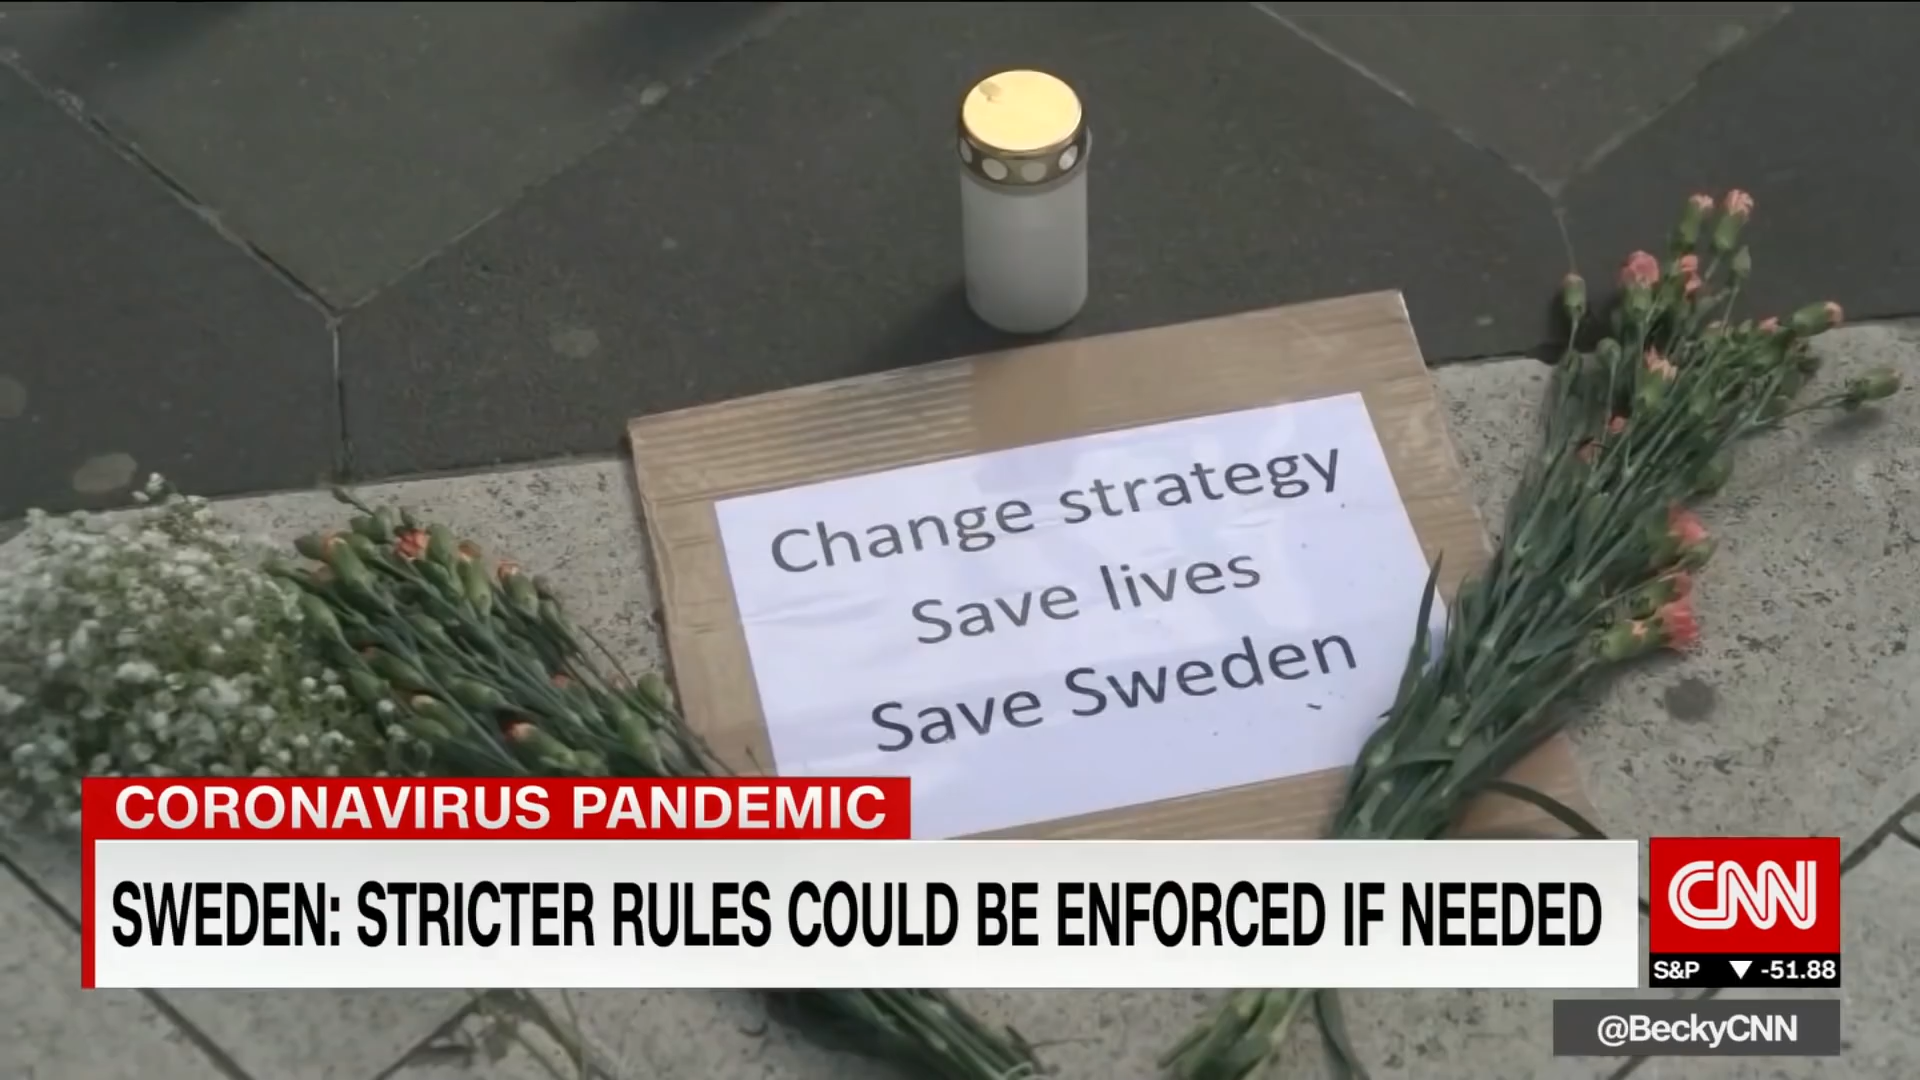 Change strategy
Save lives
Save Sweden
CORONAVIRUS PANDEMIC
SWEDEN: STRICTER RULES COULD BE ENFORCED IF NEEDED
CNN
S&P ▼ -51.88
@BeckyCNN